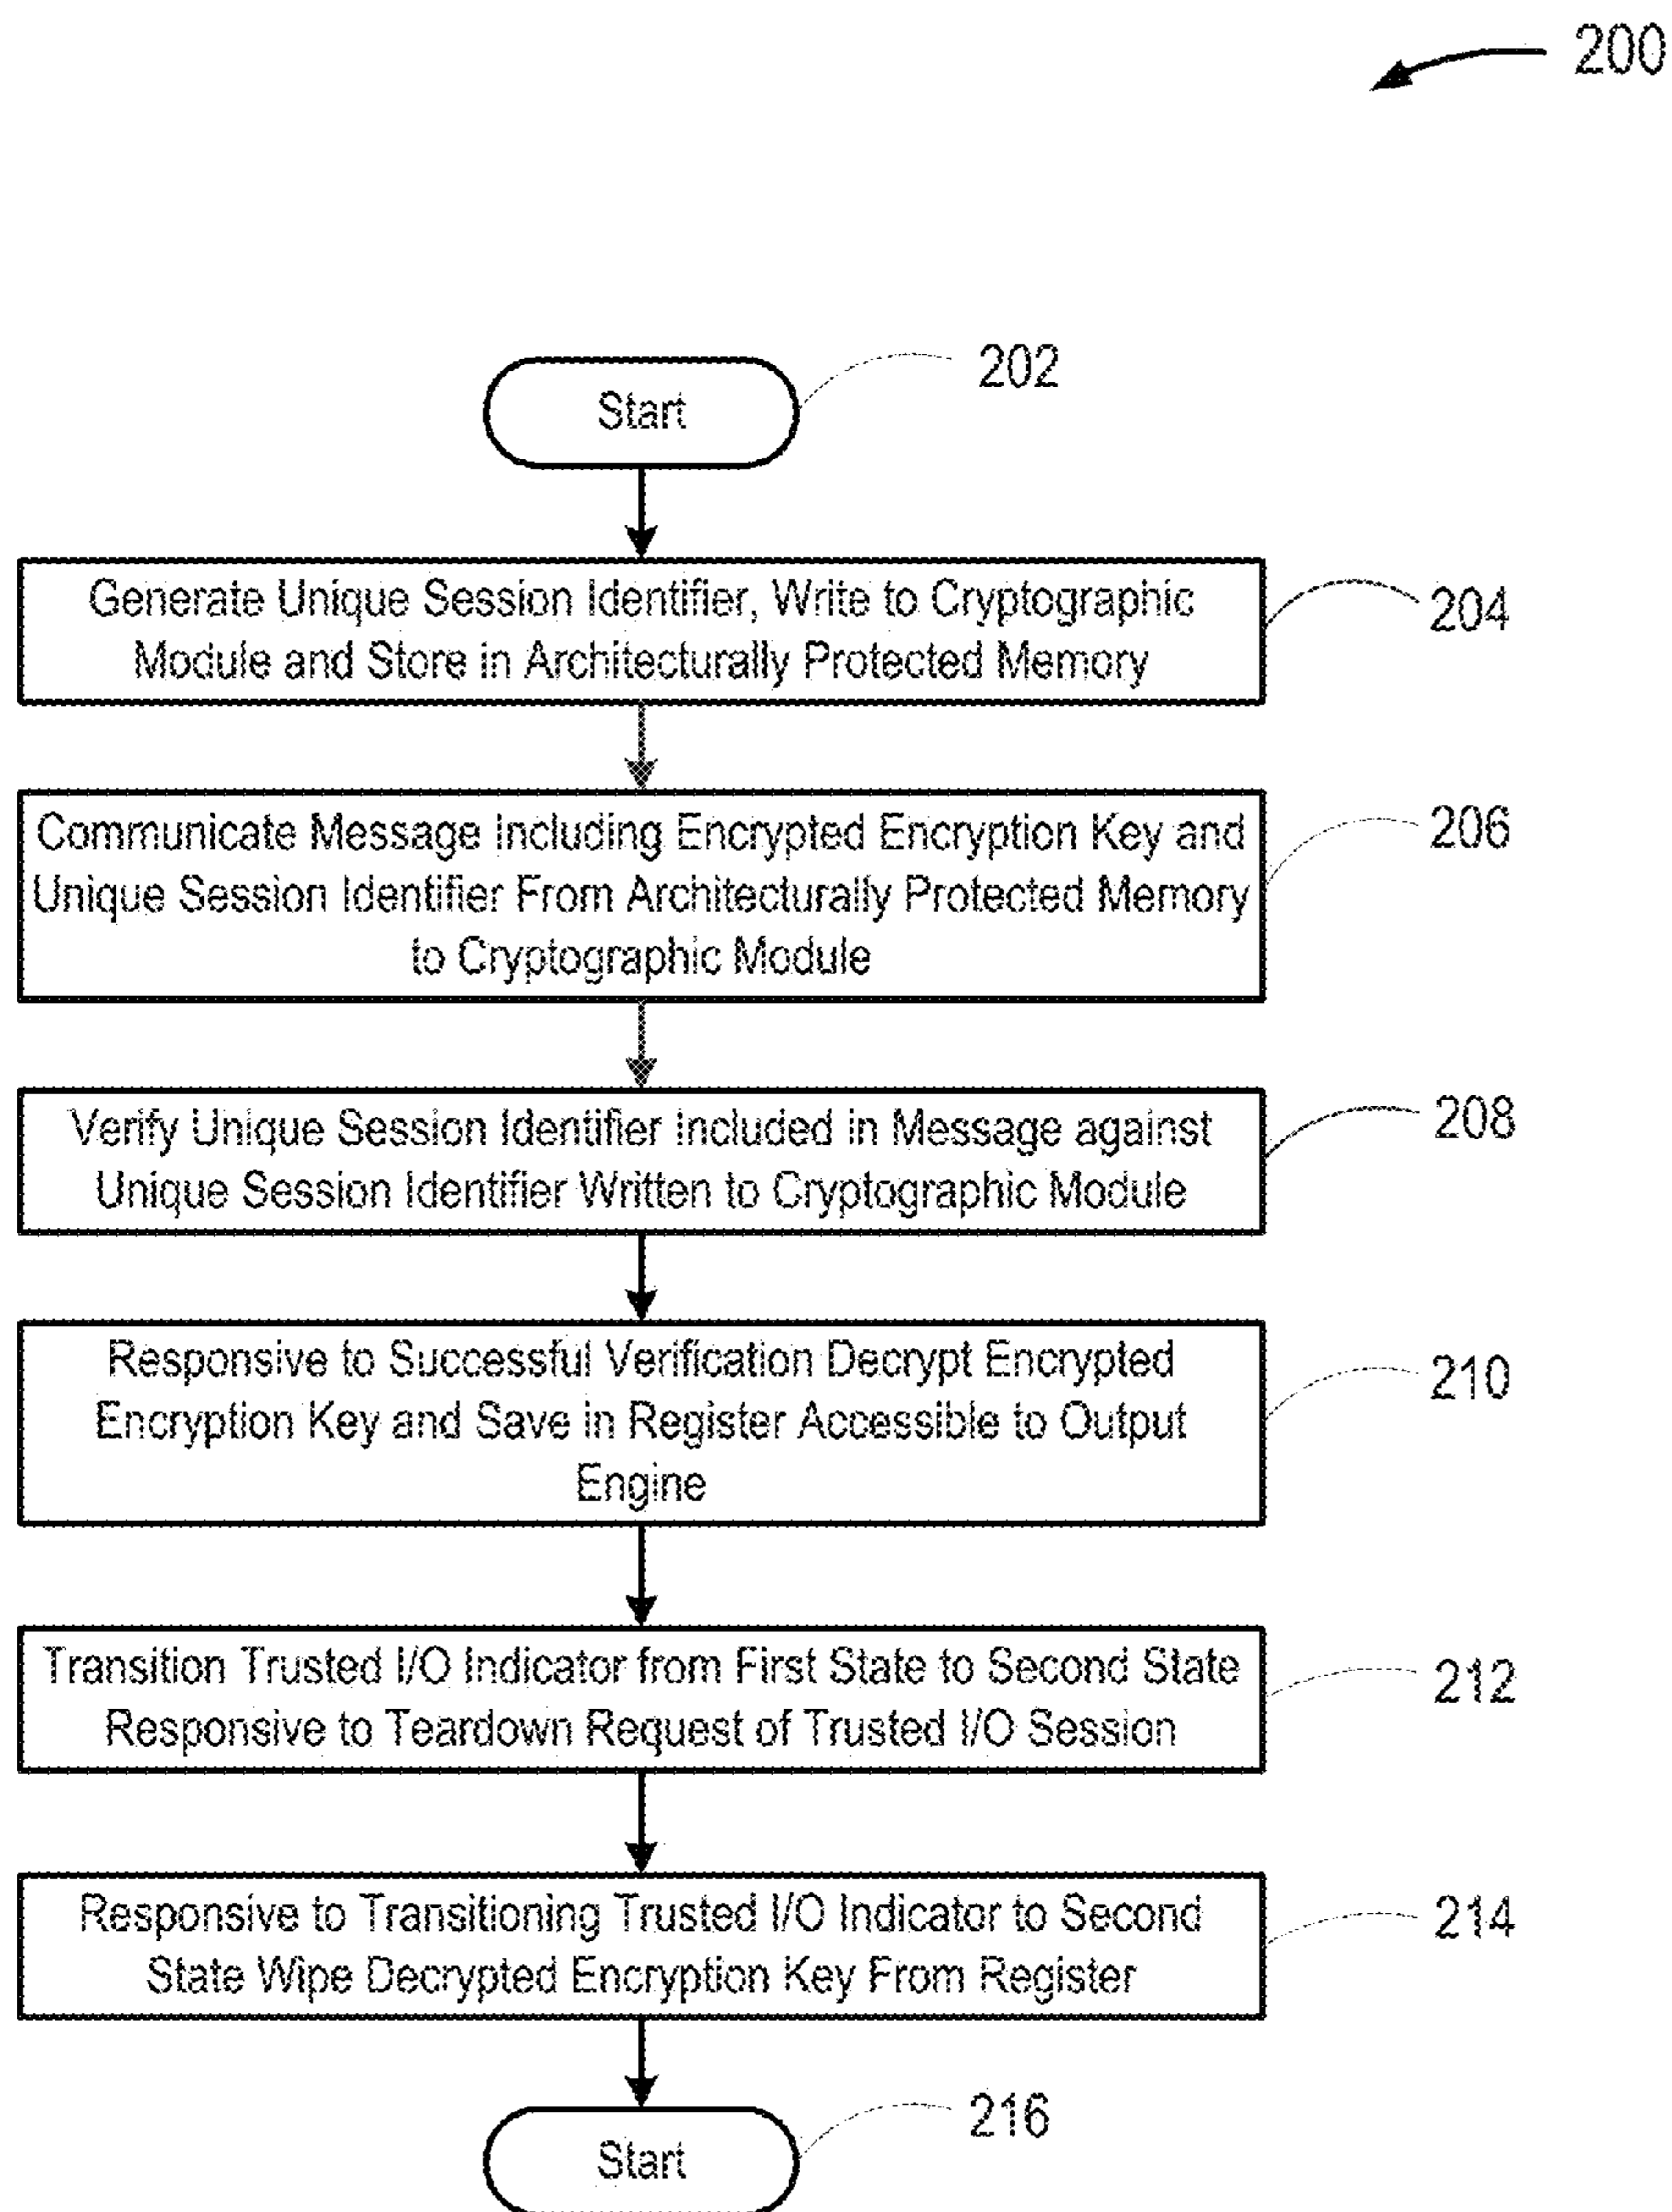 200
Start
202
Generate Unique Session Identifier, Write to Cryptographic
Module and Store in Architecturally Protected Memory
204
Communicate Message Including Encrypted Encryption Key and
Unique Session Identifier From Architecturally Protected Memory
to Cryptographic Module
206
Verify Unique Session Identifier Included in Message against
Unique Session Identifier Written to Cryptographic Module
208
Responsive to Successful Verification Decrypt Encrypted
Encryption Key and Save in Register Accessible to Output
Engine
210
Transition Trusted I/O Indicator from First State to Second State
Responsive to Teardown Request of Trusted I/O Session
212
Responsive to Transitioning Trusted I/O Indicator to Second
State Wipe Decrypted Encryption Key From Register
214
Start
216